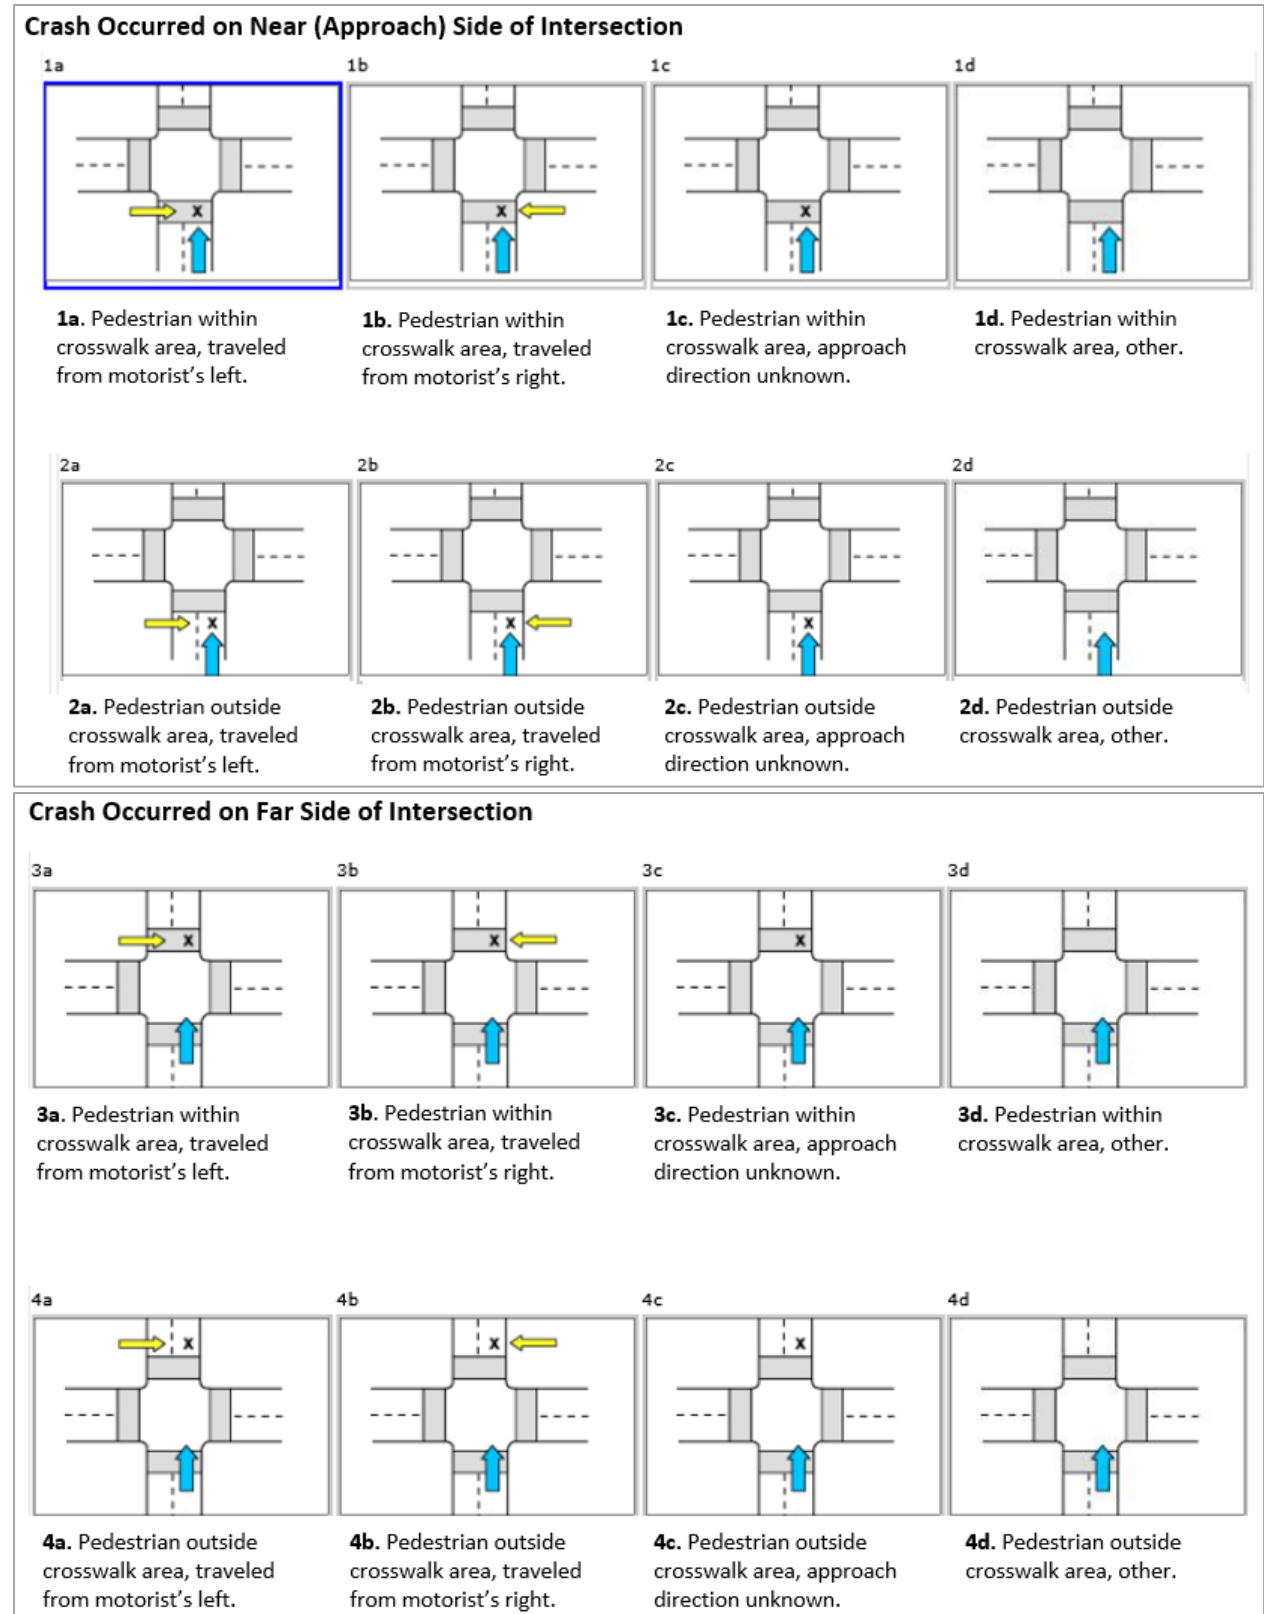 Crash Occurred on Near (Approach) Side of Intersection
1a
1b
1c
1d
X
X
X
1a. Pedestrian within
crosswalk area, traveled
from motorist's left.
1b. Pedestrian within
crosswalk area, traveled
from motorist's right.
1c. Pedestrian within
crosswalk area, approach
direction unknown.
1d. Pedestrian within
crosswalk area, other.
2a
2b
2c
2d
X
X
X
2a. Pedestrian outside
crosswalk area, traveled
from motorist's left.
2b. Pedestrian outside
crosswalk area, traveled
from motorist's right.
2c. Pedestrian outside
crosswalk area, approach
direction unknown.
2d. Pedestrian outside
crosswalk area, other.
Crash Occurred on Far Side of Intersection
3a
3b
3c
3d
X
X
X
3a. Pedestrian within
crosswalk area, traveled
from motorist's left.
3b. Pedestrian within
crosswalk area, traveled
from motorist's right.
3c. Pedestrian within
crosswalk area, approach
direction unknown.
3d. Pedestrian within
crosswalk area, other.
4a
4b
4c
4d
X
X
X
4a. Pedestrian outside
crosswalk area, traveled
from motorist's left.
4b. Pedestrian outside
crosswalk area, traveled
from motorist's right.
4c. Pedestrian outside
crosswalk area, approach
direction unknown.
4d. Pedestrian outside
crosswalk area, other.